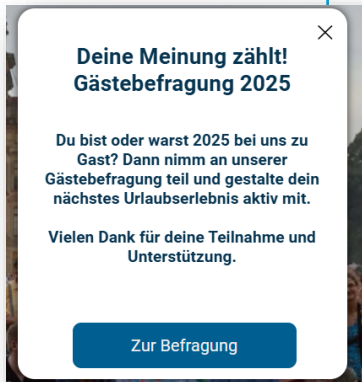 Deine Meinung zählt!
Gästebefragung 2025
Du bist oder warst 2025 bei uns zu
Gast? Dann nimm an unserer
Gästebefragung teil und gestalte dein
nächstes Urlaubserlebnis aktiv mit.
Vielen Dank für deine Teilnahme und
Unterstützung.
Zur Befragung